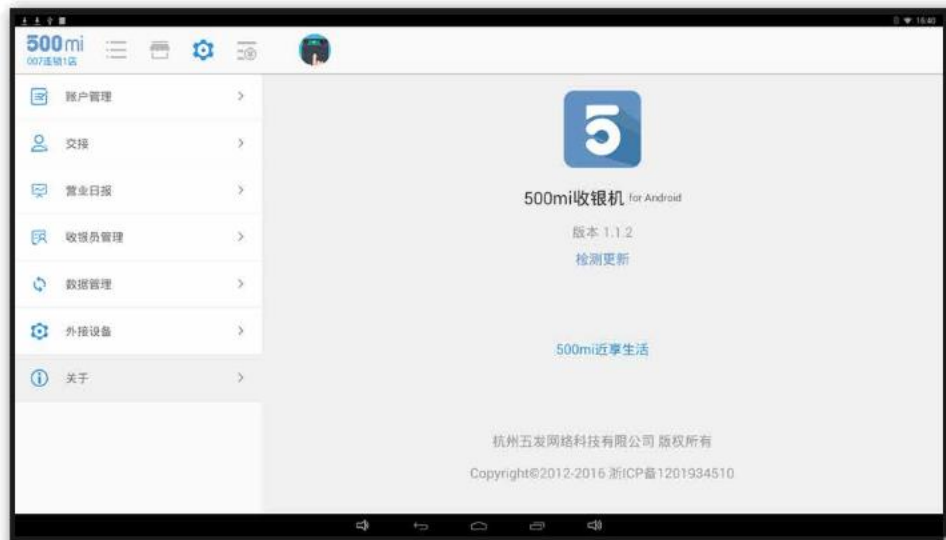 16:40
500mi
007连锁1店
账户管理
交接
营业日报
收银员管理
数据管理
外接设备
关于
5
500mi收银机 for Android
版本 1.1.2
检测更新
500mi近享生活
杭州五发网络科技有限公司 版权所有
Copyright©2012-2016 浙ICP备1201934510